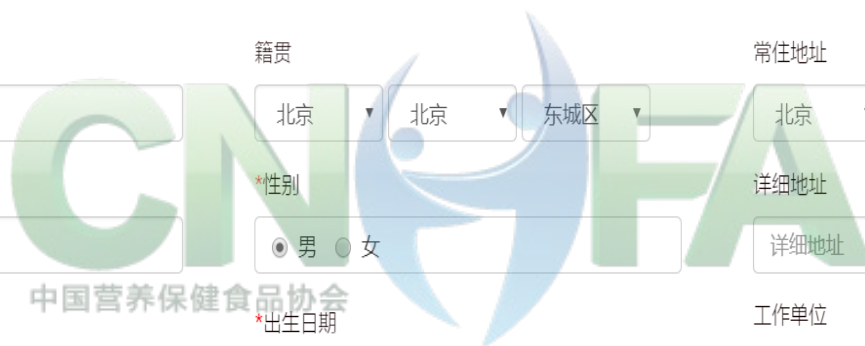 籍贯 常住地址
北京 北京 东城区 北京
*性别 详细地址
男 女 详细地址
CNHFA
中国营养保健食品协会
*出生日期 工作单位